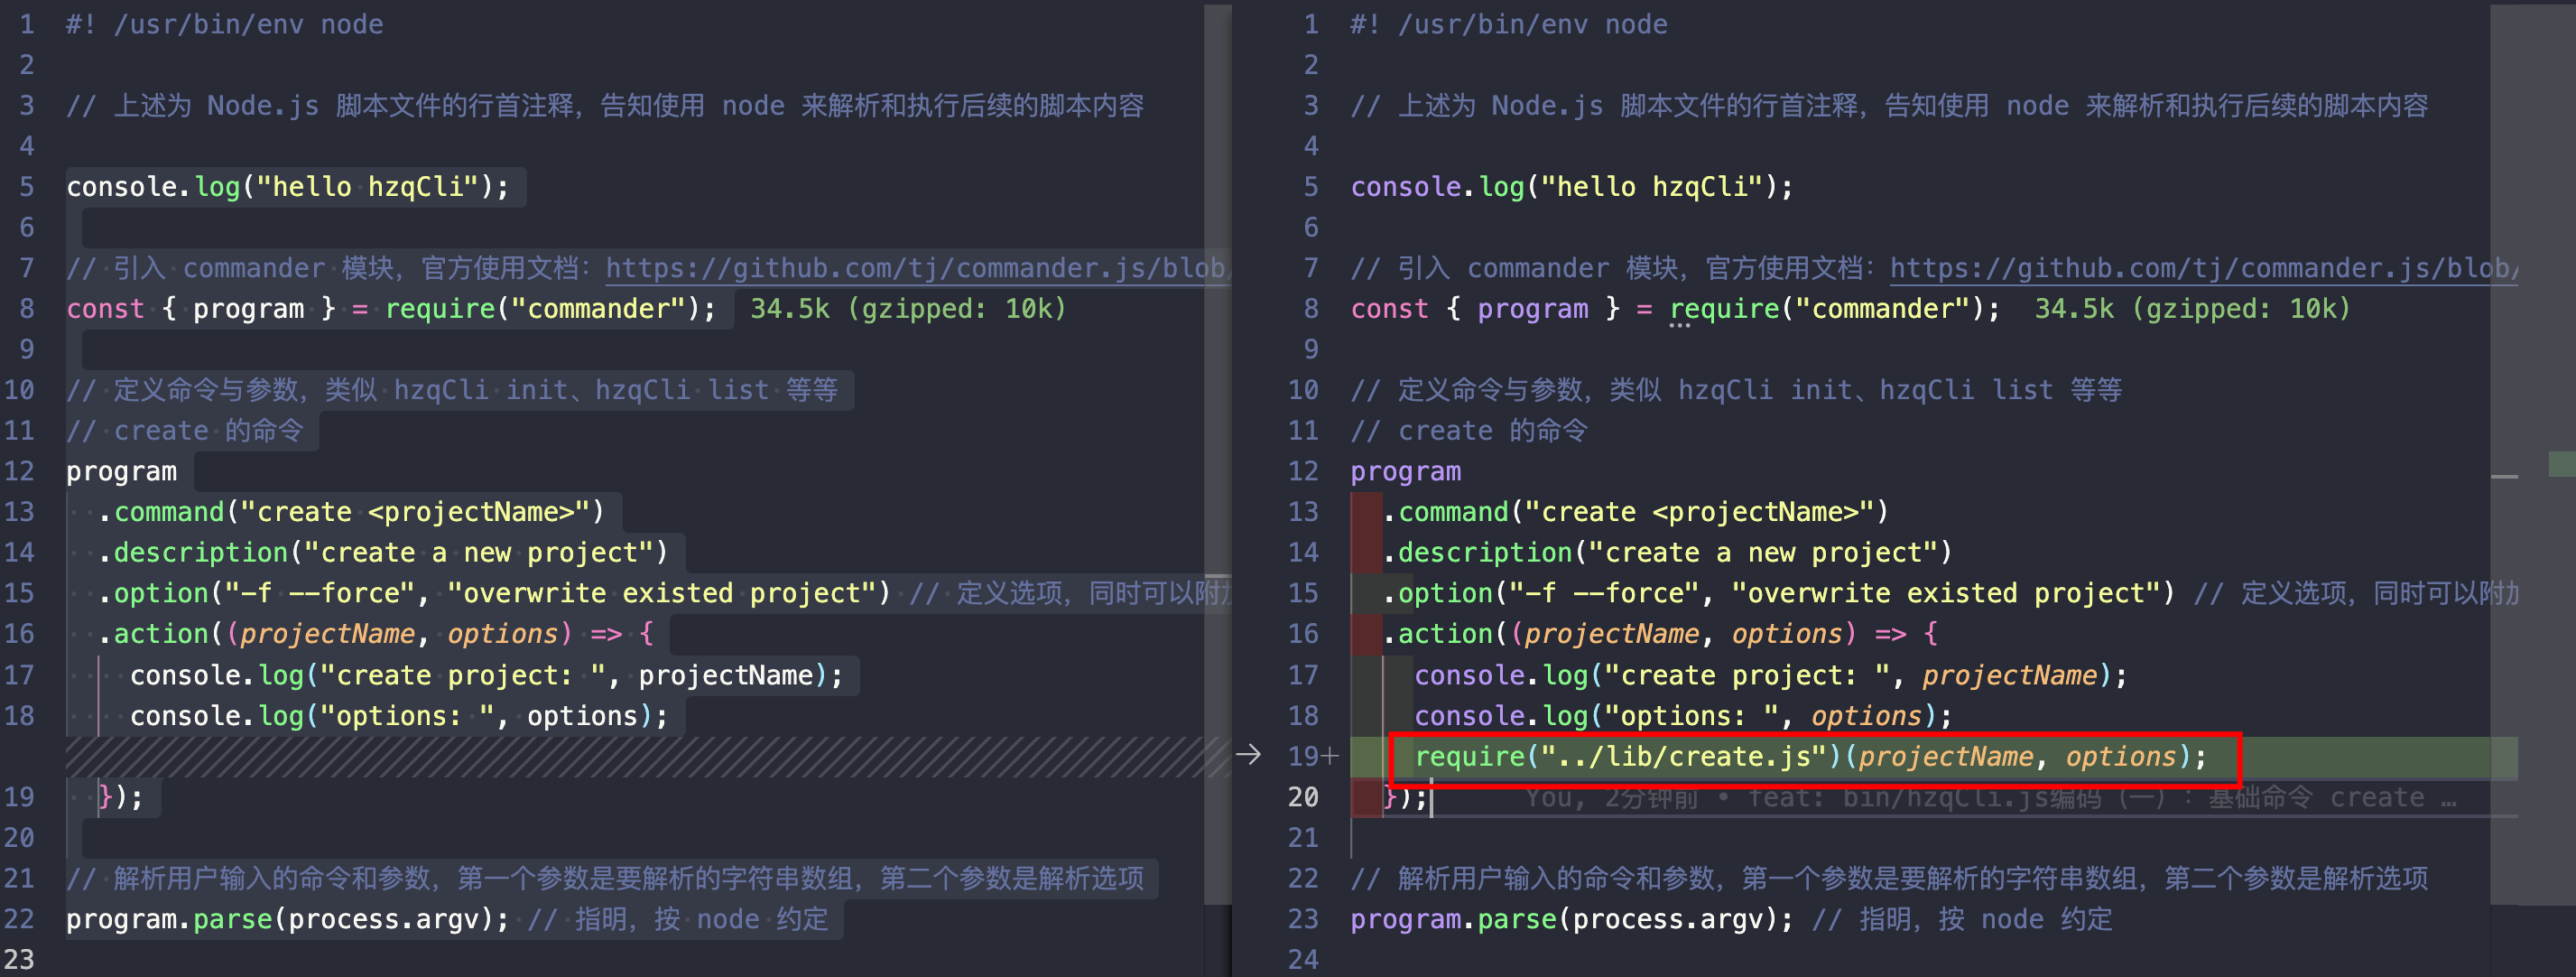 1 #! /usr/bin/env node
2
3 // 上述为 Node.js 脚本文件的行首注释，告知使用 node 来解析和执行后续的脚本内容
4
5 console.log("hello hzqCli");
6
7 // 引入 commander 模块，官方使用文档：https://github.com/tj/commander.js/blob/
8 const { program } = require("commander"); 34.5k (gzipped: 10k)
9
10 // 定义命令与参数，类似 hzqCli init、hzqCli list 等等
11 // create 的命令
12 program
13 .command("create <projectName>")
14 .description("create a new project")
15 .option("-f --force", "overwrite existed project") // 定义选项，同时可以附加
16 .action((projectName, options) => {
17 console.log("create project: ", projectName);
18 console.log("options: ", options);
19 });
20
21 // 解析用户输入的命令和参数，第一个参数是要解析的字符串数组，第二个参数是解析选项
22 program.parse(process.argv); // 指明，按 node 约定
23
1 #! /usr/bin/env node
2
3 // 上述为 Node.js 脚本文件的行首注释，告知使用 node 来解析和执行后续的脚本内容
4
5 console.log("hello hzqCli");
6
7 // 引入 commander 模块，官方使用文档：https://github.com/tj/commander.js/blob/
8 const { program } = require("commander"); 34.5k (gzipped: 10k)
9
10 // 定义命令与参数，类似 hzqCli init、hzqCli list 等等
11 // create 的命令
12 program
13 .command("create <projectName>")
14 .description("create a new project")
15 .option("-f --force", "overwrite existed project") // 定义选项，同时可以附加
16 .action((projectName, options) => {
17 console.log("create project: ", projectName);
18 console.log("options: ", options);
→ 19+ require("../lib/create.js")(projectName, options);
20 }); You, 2分钟前 • feat: bin/hzqCli.js编码（一）：基础命令 create …
21
22 // 解析用户输入的命令和参数，第一个参数是要解析的字符串数组，第二个参数是解析选项
23 program.parse(process.argv); // 指明，按 node 约定
24